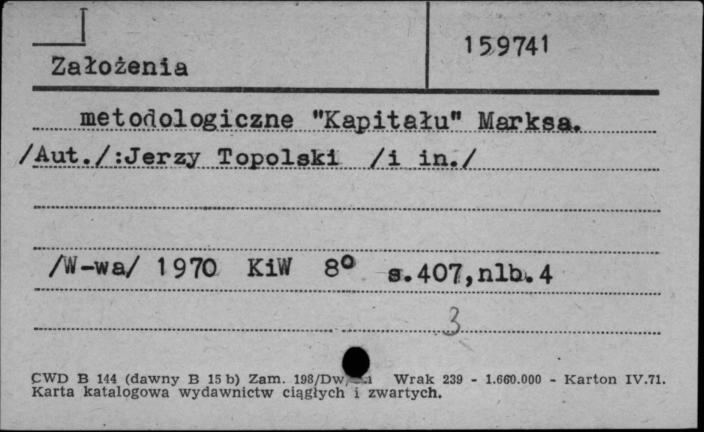 159741
Założenia
metodologiczne "Kapitału" Marksa.
/Aut./:Jerzy Topolski /i in./
/W-wa/ 1970 KiW 8º s.407,nlb.4
3
CWD B 144 (dawny B 15 b) Zam. 198/Dw Wrak 239 - 1.660.000 - Karton IV.71.
Karta katalogowa wydawnictw ciągłych i zwartych.